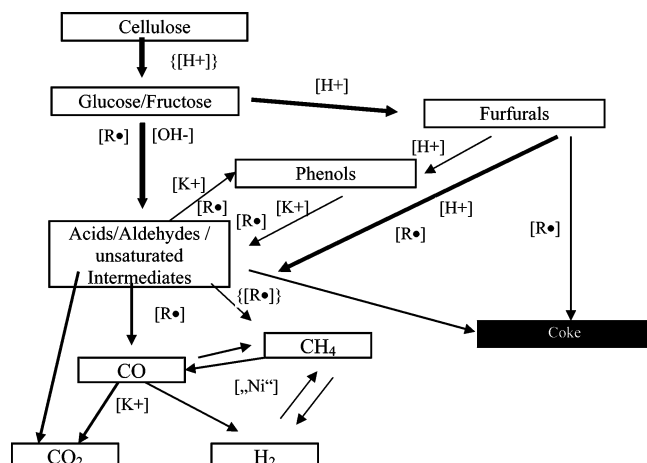 Cellulose
{[H+]}
[H+]
Glucose/Fructose
Furfurals
[R●]
[OH-]
[H+]
Phenols
[K+]
[R●]
[R●]
[K+]
[H+]
[R●]
[R●]
Acids/Aldehydes /
unsaturated
Intermediates
{[R●]}
[R●]
Coke
CH₄
CO
[„Ni“]
[K+]
CO₂
H₂